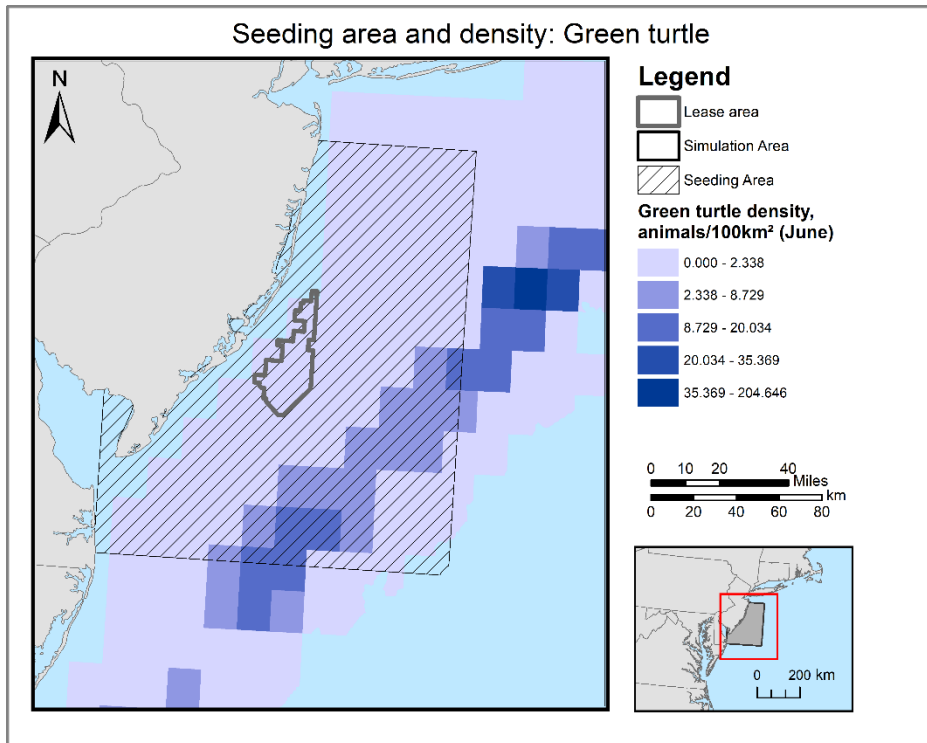 Seeding area and density: Green turtle
N
Legend
Lease area
Simulation Area
Seeding Area
Green turtle density,
animals/100km² (June)
0.000 - 2.338
2.338 - 8.729
8.729 - 20.034
20.034 - 35.369
35.369 - 204.646
0 10 20 40
Miles
km
0 20 40 60 80
0 200 km